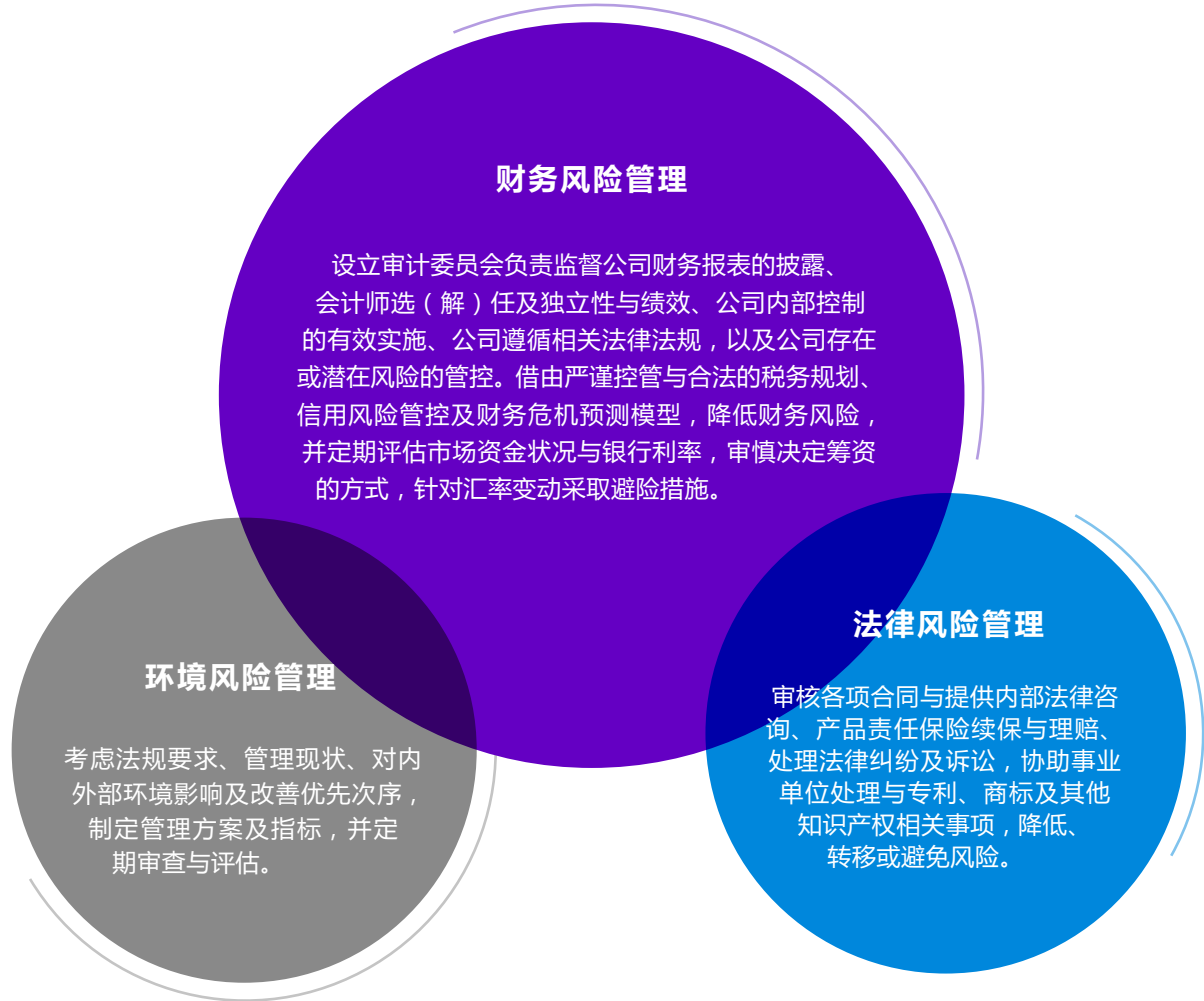 财务风险管理
设立审计委员会负责监督公司财务报表的披露、
会计师选（解）任及独立性与绩效、公司内部控制
的有效实施、公司遵循相关法律法规，以及公司存在
或潜在风险的管控。借由严谨控管与合法的税务规划、
信用风险管控及财务危机预测模型，降低财务风险，
并定期评估市场资金状况与银行利率，审慎决定筹资
的方式，针对汇率变动采取避险措施。
环境风险管理
考虑法规要求、管理现状、对内
外部环境影响及改善优先次序，
制定管理方案及指标，并定
期审查与评估。
法律风险管理
审核各项合同与提供内部法律咨
询、产品责任保险续保与理赔、
处理法律纠纷及诉讼，协助事业
单位处理与专利、商标及其他
知识产权相关事项，降低、
转移或避免风险。